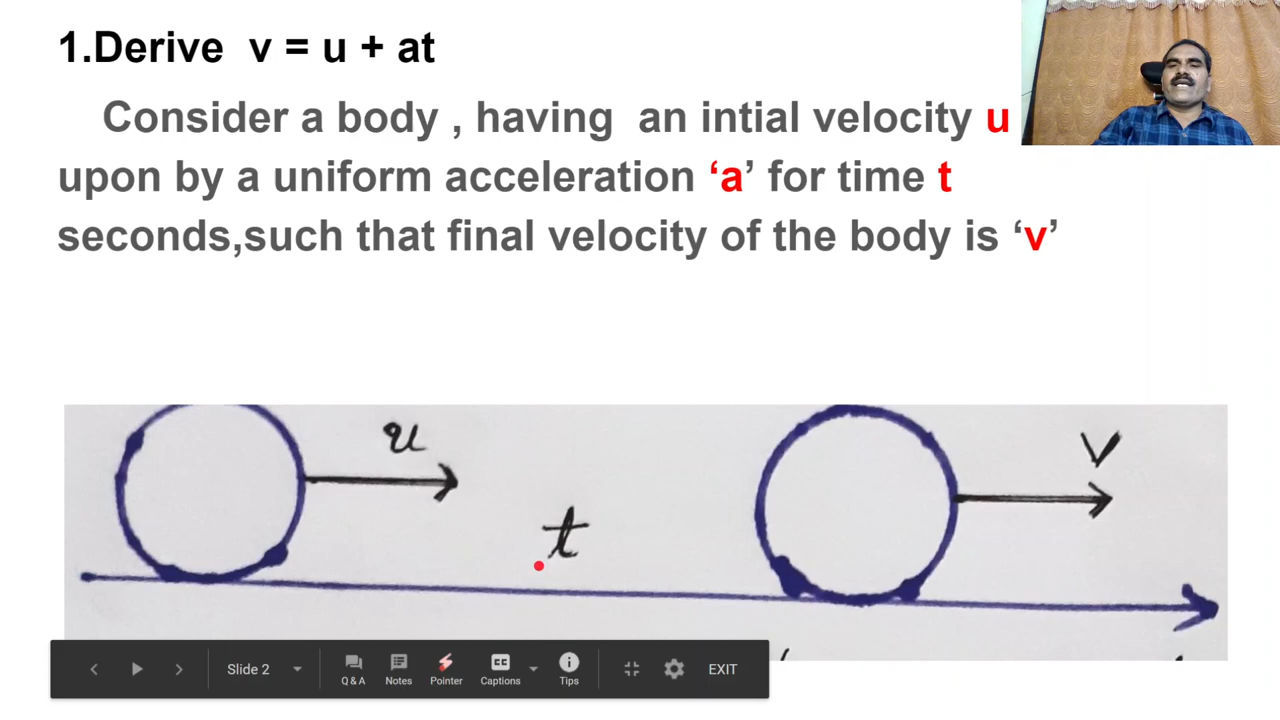 1.Derive v = u + at
Consider a body , having an intial velocity u
upon by a uniform acceleration ‘a’ for time t
seconds,such that final velocity of the body is ‘v’
u
v
t
Slide 2
Q & A
Notes
Pointer
CC
Captions
Tips
EXIT